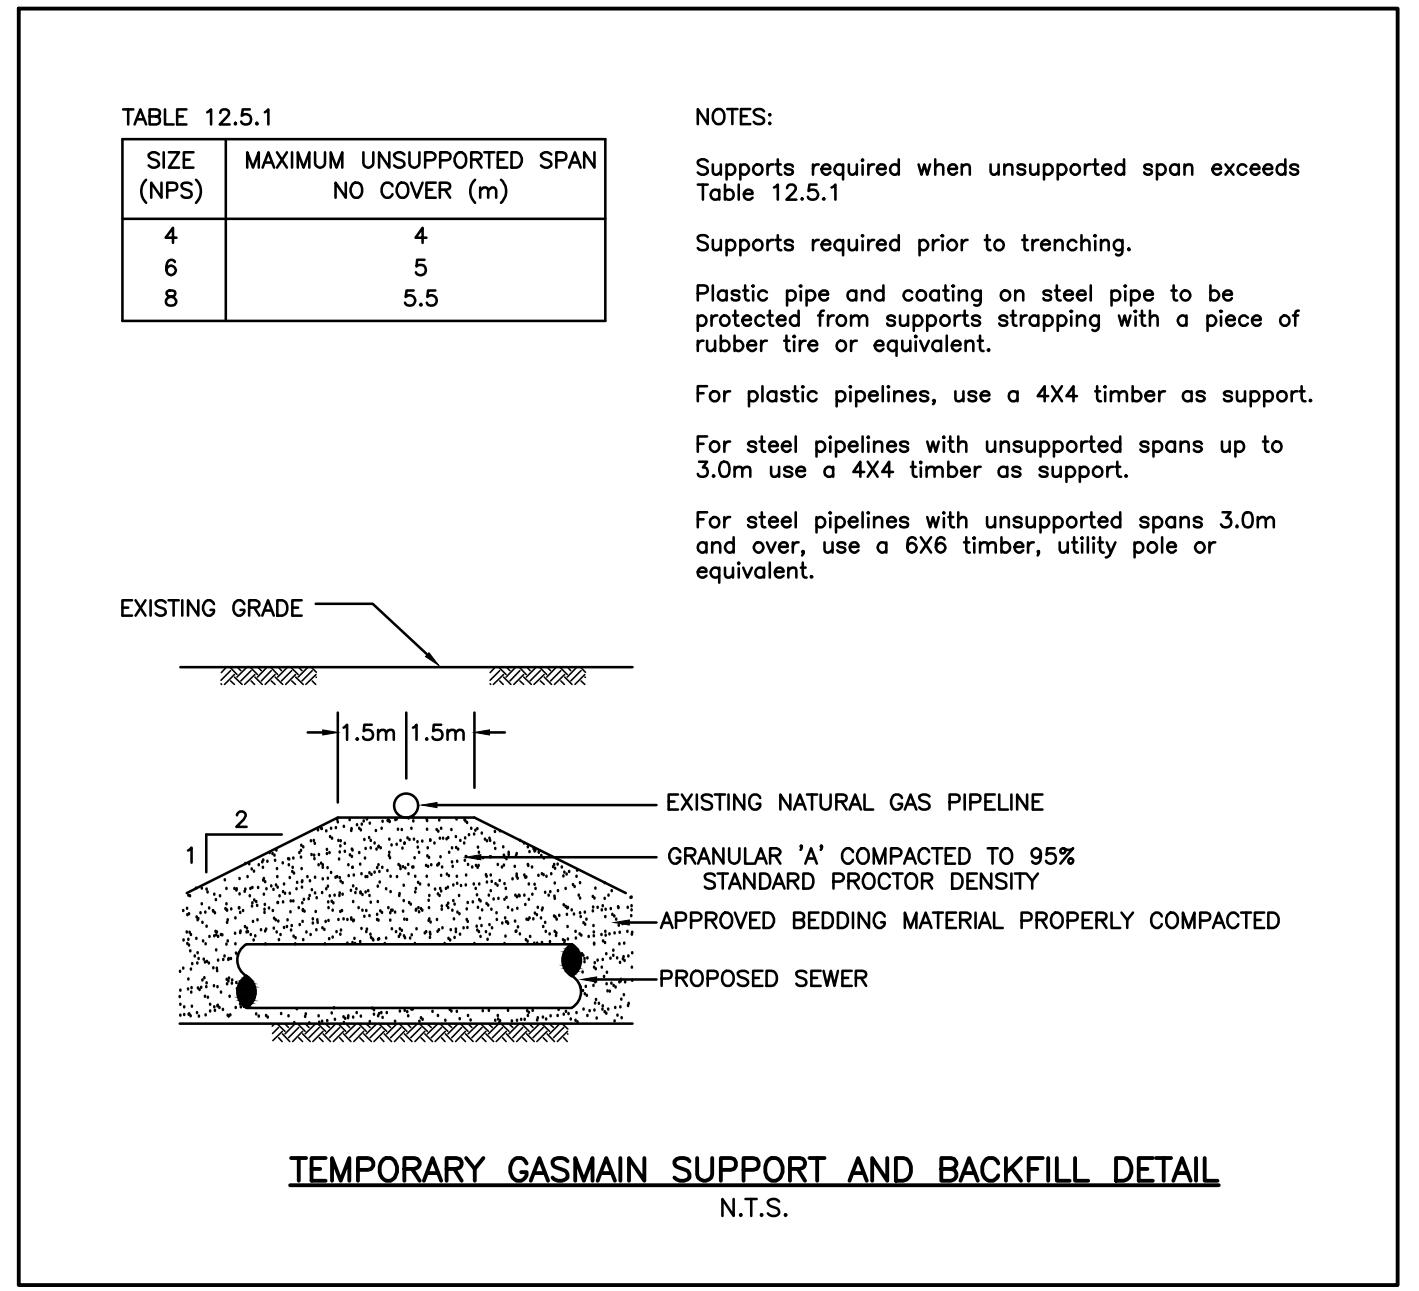 TABLE 12.5.1
SIZE (NPS) MAXIMUM UNSUPPORTED SPAN NO COVER (m)
4 4
6 5
8 5.5
NOTES:
Supports required when unsupported span exceeds
Table 12.5.1
Supports required prior to trenching.
Plastic pipe and coating on steel pipe to be
protected from supports strapping with a piece of
rubber tire or equivalent.
For plastic pipelines, use a 4X4 timber as support.
For steel pipelines with unsupported spans up to
3.0m use a 4X4 timber as support.
For steel pipelines with unsupported spans 3.0m
and over, use a 6X6 timber, utility pole or
equivalent.
EXISTING GRADE
1.5m 1.5m
EXISTING NATURAL GAS PIPELINE
2
1
GRANULAR 'A' COMPACTED TO 95%
STANDARD PROCTOR DENSITY
APPROVED BEDDING MATERIAL PROPERLY COMPACTED
PROPOSED SEWER
TEMPORARY GASMAIN SUPPORT AND BACKFILL DETAIL
N.T.S.